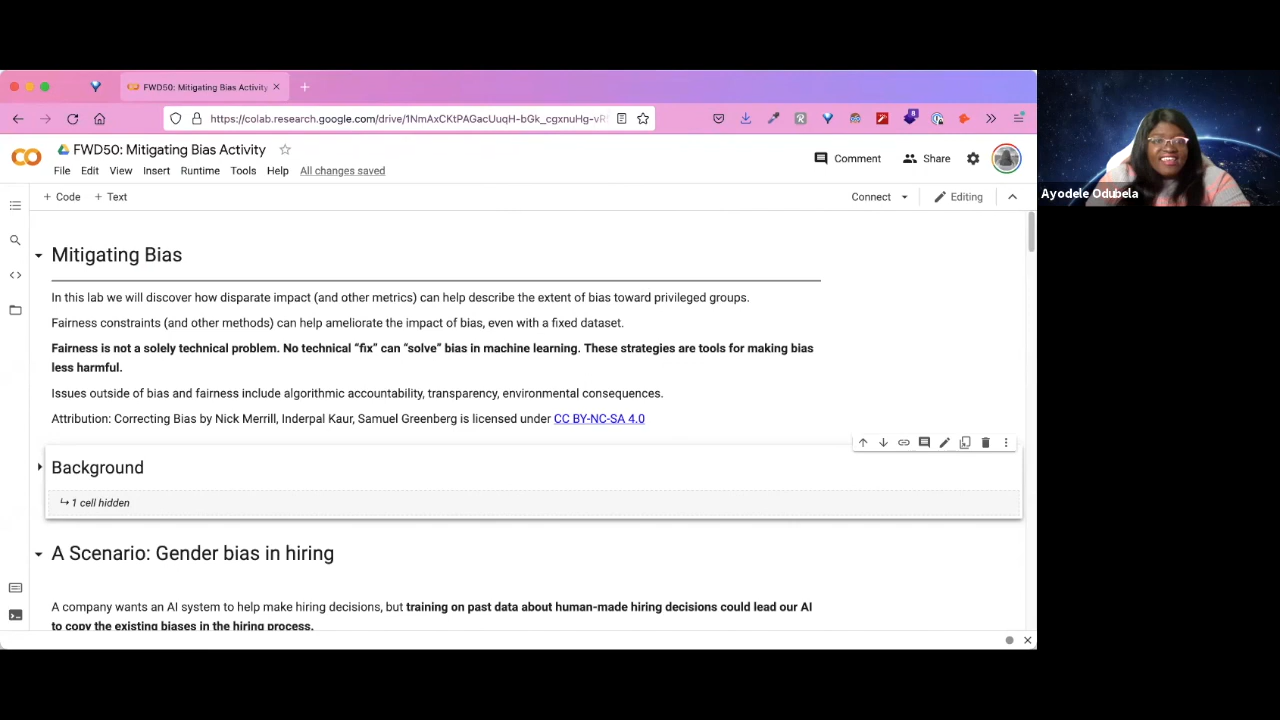 FWD50: Mitigating Bias Activity
https://colab.research.google.com/drive/1NmAxCKtPAGacUuqH-bGk_cgxnuHg-vR
FWD50: Mitigating Bias Activity
Comment
Share
File Edit View Insert Runtime Tools Help All changes saved
+ Code + Text
Connect
Editing
Ayodele Odubela
Mitigating Bias
In this lab we will discover how disparate impact (and other metrics) can help describe the extent of bias toward privileged groups.
Fairness constraints (and other methods) can help ameliorate the impact of bias, even with a fixed dataset.
Fairness is not a solely technical problem. No technical “fix” can “solve” bias in machine learning. These strategies are tools for making bias
less harmful.
Issues outside of bias and fairness include algorithmic accountability, transparency, environmental consequences.
Attribution: Correcting Bias by Nick Merrill, Inderpal Kaur, Samuel Greenberg is licensed under CC BY-NC-SA 4.0
Background
1 cell hidden
A Scenario: Gender bias in hiring
A company wants an AI system to help make hiring decisions, but training on past data about human-made hiring decisions could lead our AI
to copy the existing biases in the hiring process.